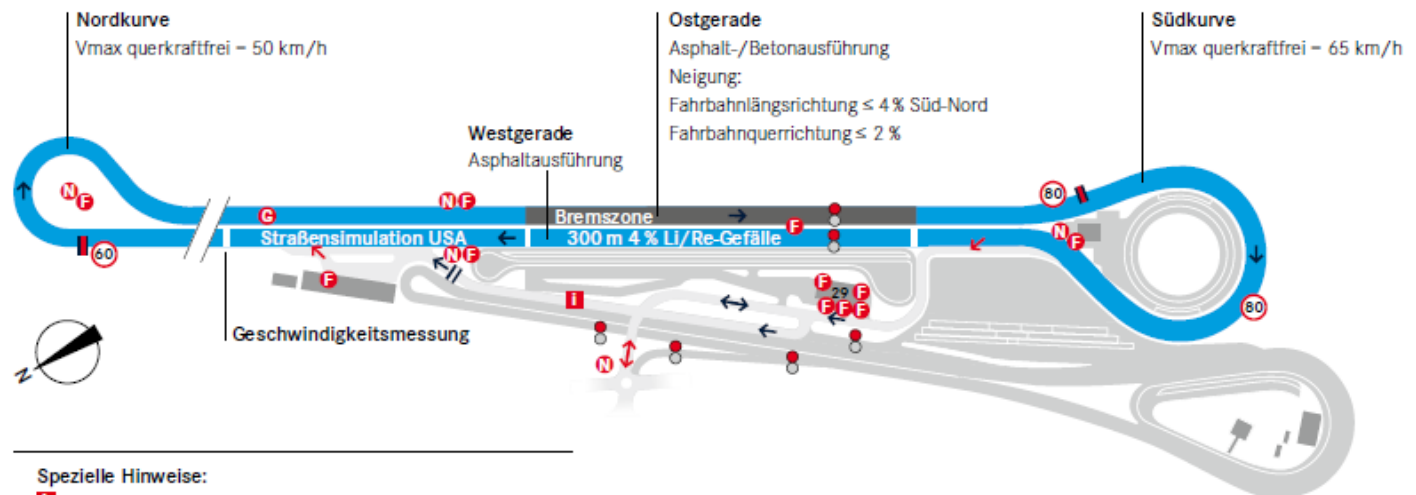 Nordkurve
Vmax querkraftfrei – 50 km/h
Ostgerade
Asphalt-/Betonausführung
Neigung:
Fahrbahnlängsrichtung ≤ 4 % Süd-Nord
Fahrbahnquerrichtung ≤ 2 %
Südkurve
Vmax querkraftfrei – 65 km/h
Westgerade
Asphaltausführung
N
F
N F
80
G
Bremszone
F
Straßensimulation USA
300 m 4 % Li/Re-Gefälle
N
F
60
N F
F
F
29 F
F F F
i
80
Geschwindigkeitsmessung
N
N
Spezielle Hinweise: